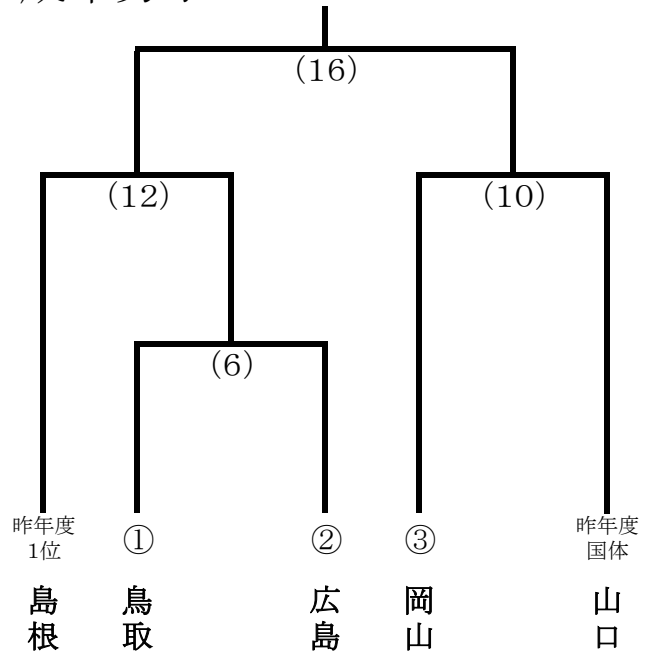 (16)
(12)
(10)
(6)
昨年度
1位
①
②
③
昨年度
国体
島根
鳥取
広島
岡山
山口